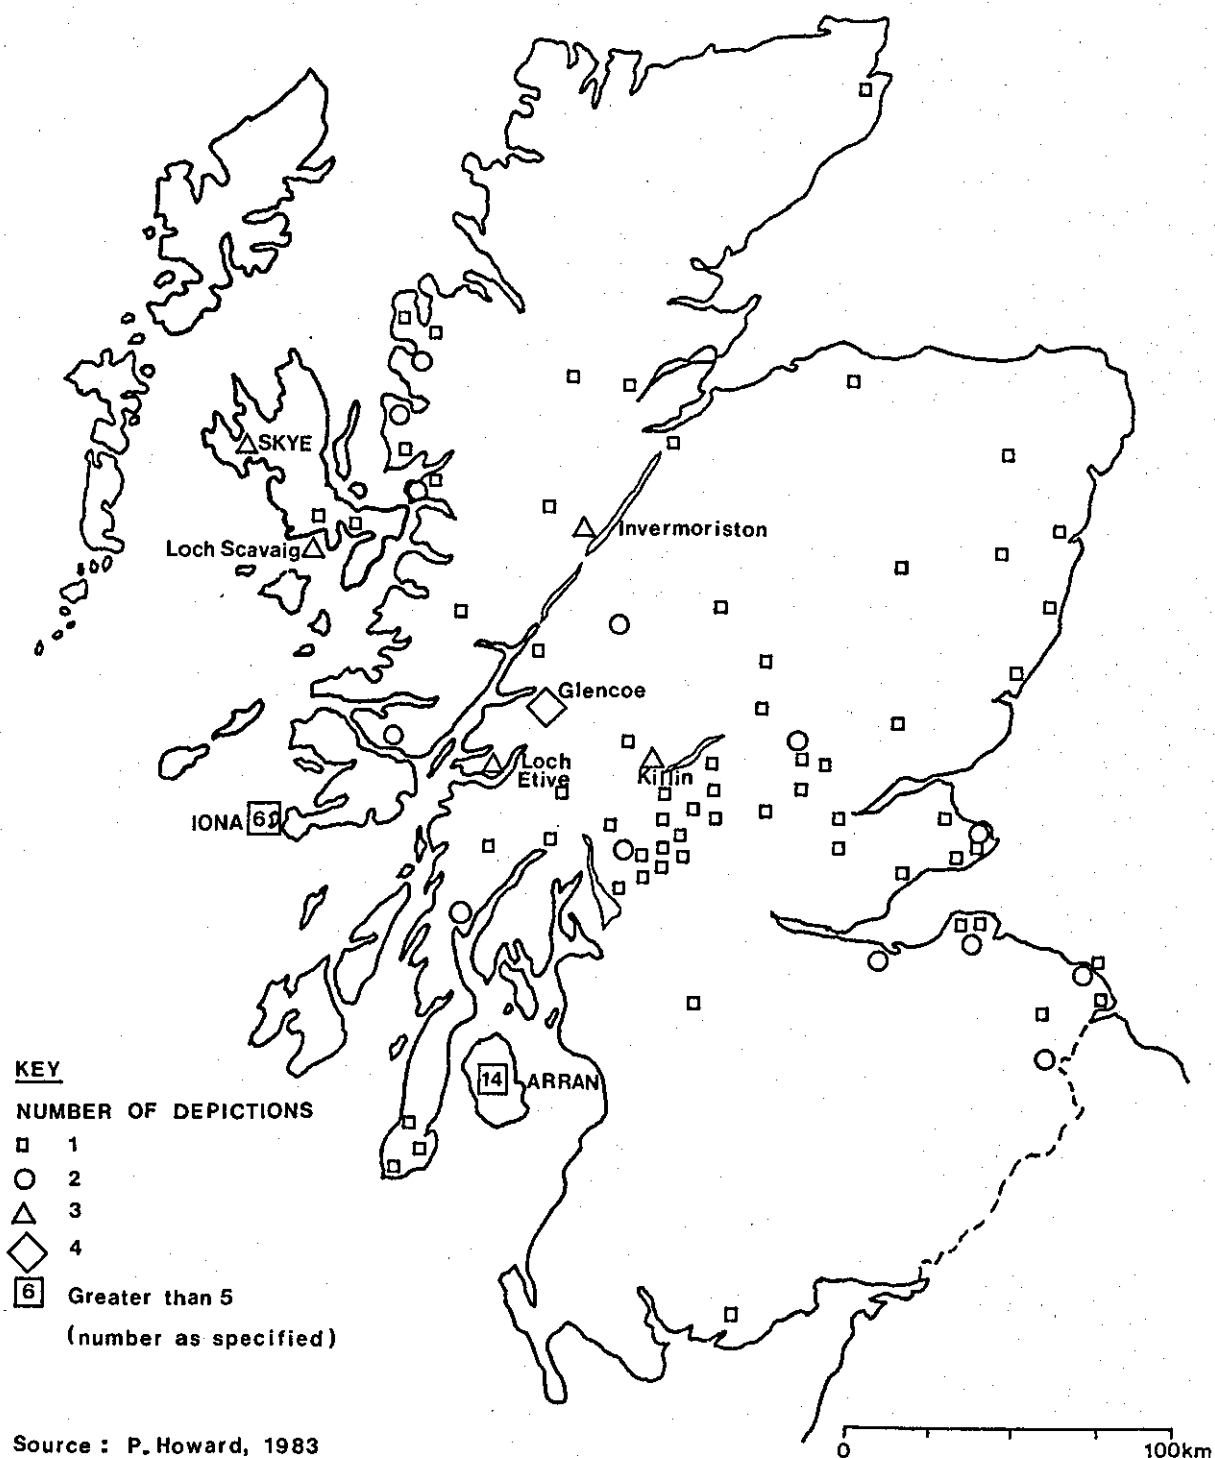 SKYE
Invermoriston
Loch Scavaig
Glencoe
Loch
Etive
Killin
IONA 6
14 ARRAN
KEY
NUMBER OF DEPICTIONS
1
2
3
4
6 Greater than 5
(number as specified)
Source : P. Howard, 1983
0 100km